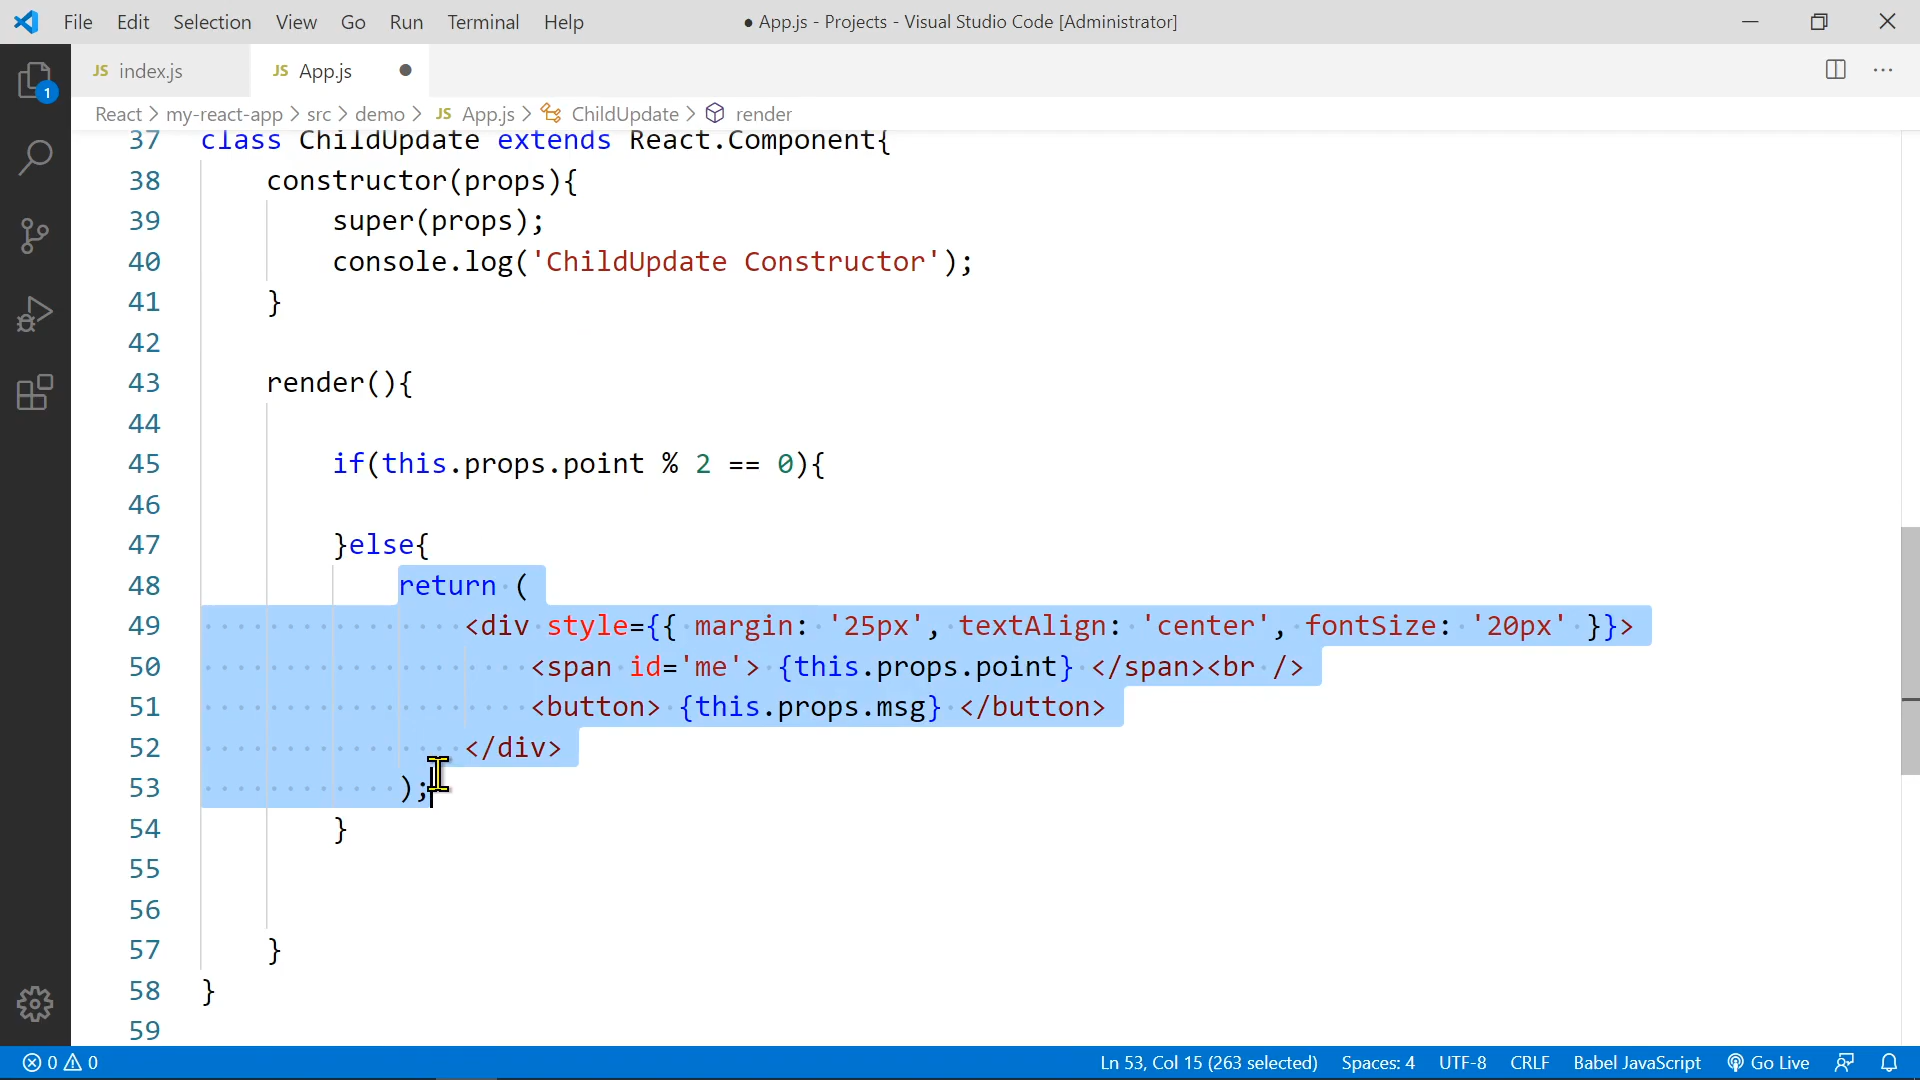 File Edit Selection View Go Run Terminal Help ● App.js - Projects - Visual Studio Code [Administrator]
JS index.js JS App.js ●
1
React > my-react-app > src > demo > JS App.js > ChildUpdate > render
37 class ChildUpdate extends React.Component{
38 constructor(props){
39 super(props);
40 console.log('ChildUpdate Constructor');
41 }
42
43 render(){
44
45 if(this.props.point % 2 == 0){
46
47 }else{
48 return (
49 <div style={{ margin: '25px', textAlign: 'center', fontSize: '20px' }}>
50 <span id='me'> {this.props.point} </span><br />
51 <button> {this.props.msg} </button>
52 </div>
53 );
54 }
55
56
57 }
58 }
59
0 0 Ln 53, Col 15 (263 selected) Spaces: 4 UTF-8 CRLF Babel JavaScript Go Live